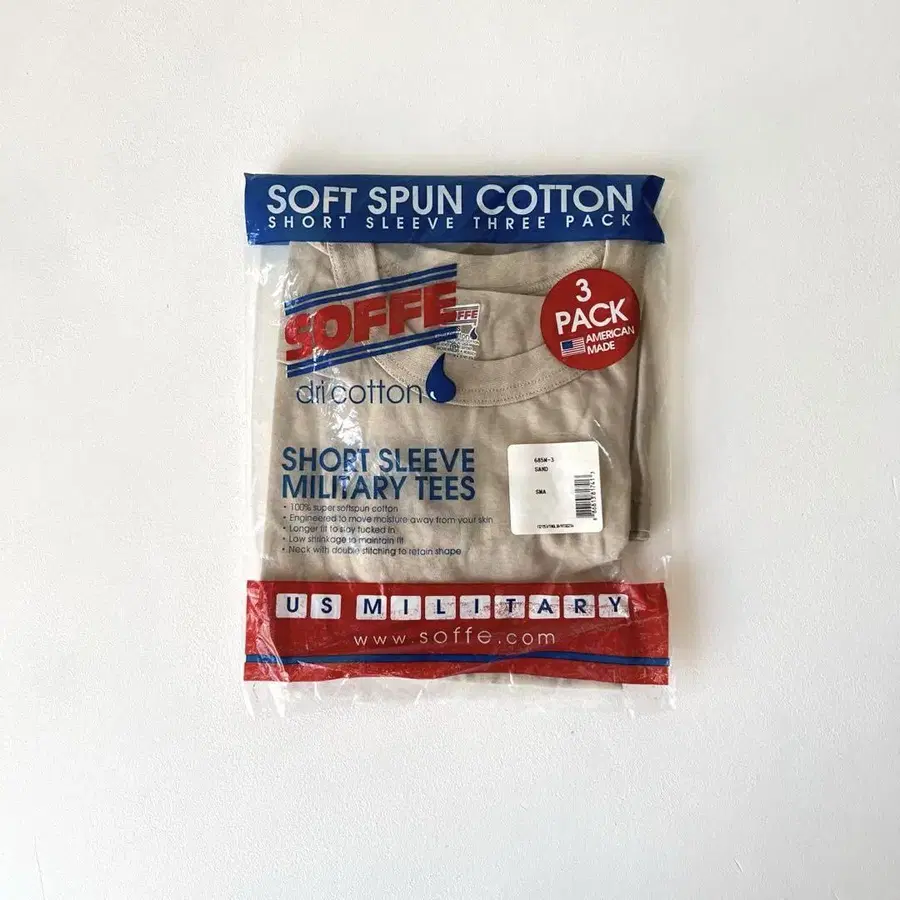 SOFT SPUN COTTON
SHORT SLEEVE THREE PACK
SOFFE
dri cotton
3
PACK
AMERICAN
MADE
SHORT SLEEVE
MILITARY TEES
• 100% super softspun cotton
• Engineered to move moisture away from your skin
• Longer fit to stay tucked in
• Low shrinkage to maintain fit
• Neck with double stitching to retain shape
685M-3
SAND
SMA
US MILITARY
www.soffe.com